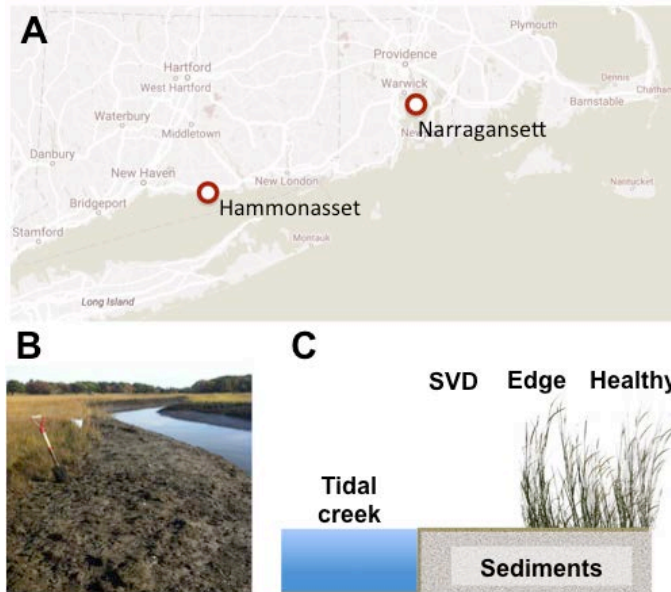 A
Plymouth
Providence
Hartford
West Hartford
Warwick
Dennis
Chatham
Barnstable
Waterbury
Middletown
New
Narragansett
Danbury
New Haven
New London
Nantucket
Bridgeport
Hammonasset
Stamford
Montauk
Long Island
B
C
SVD Edge Healthy
Tidal
creek
Sediments